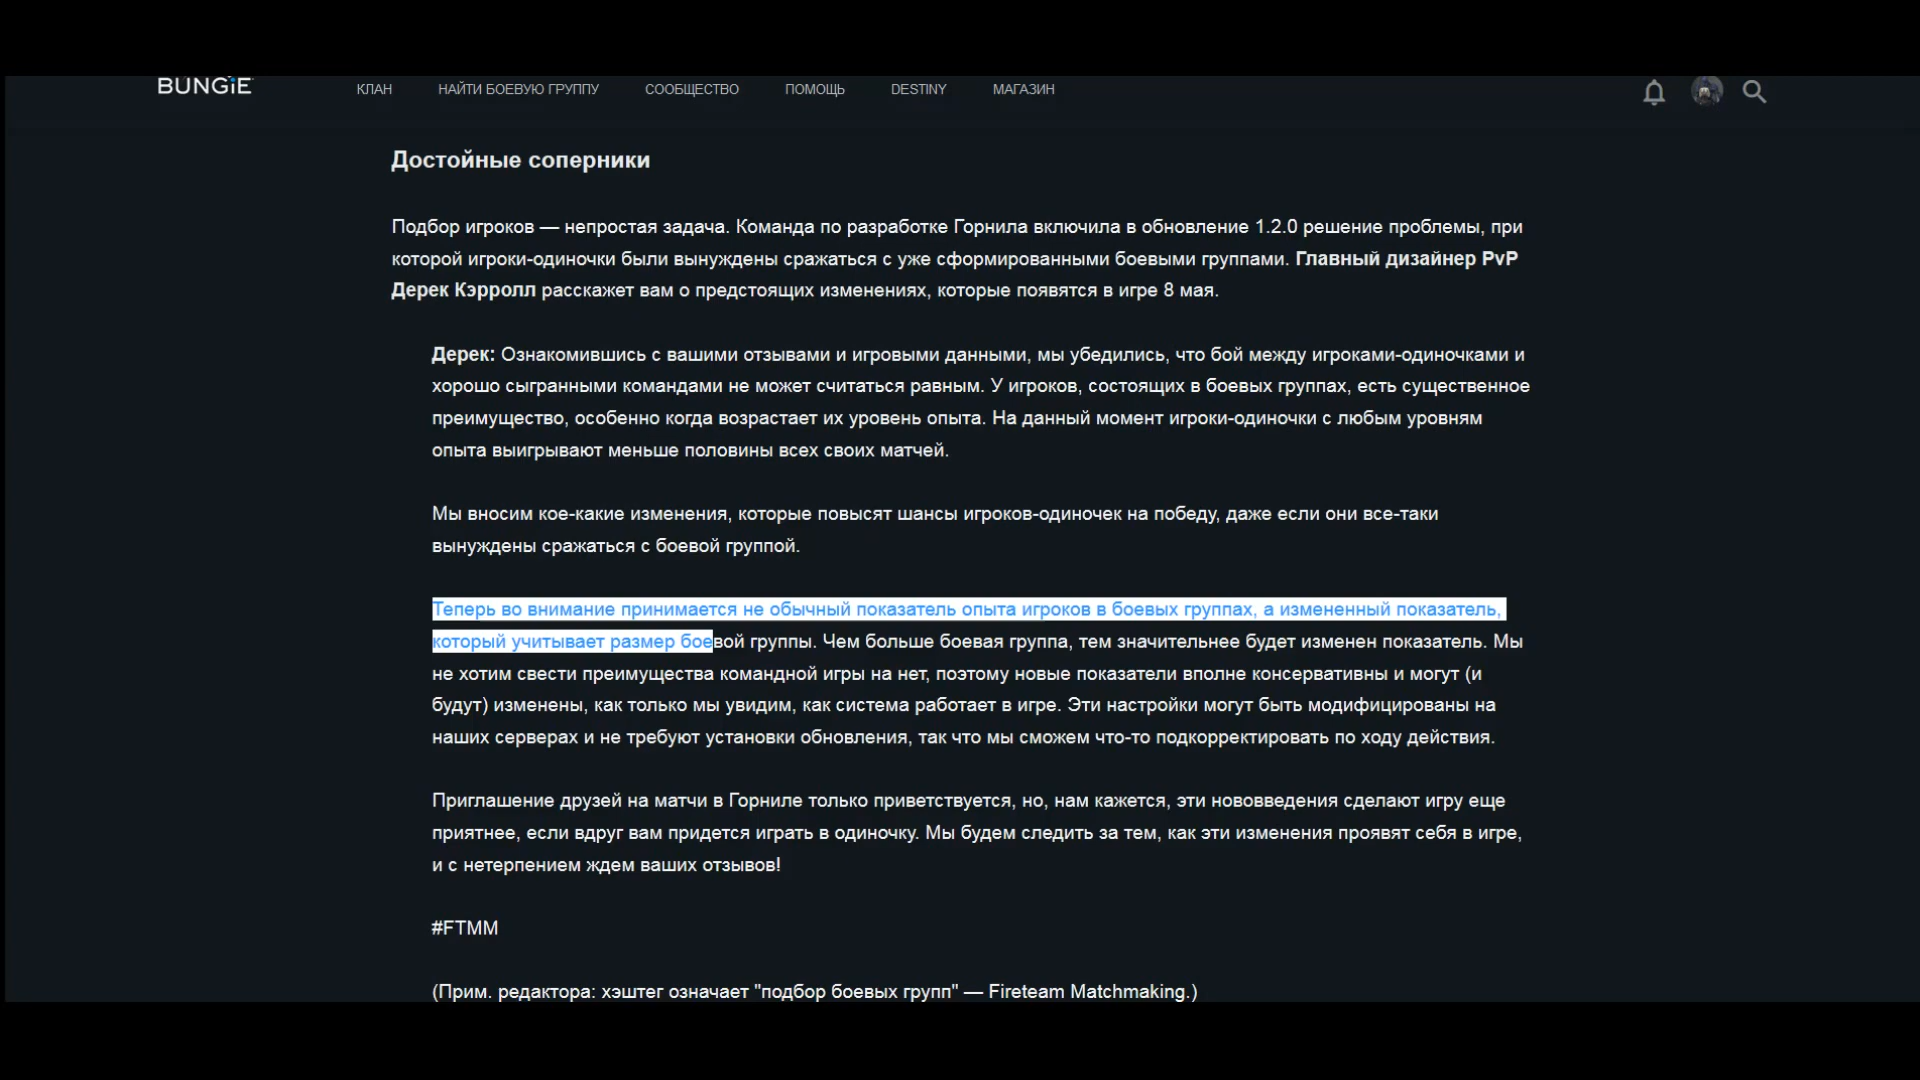 BUNGiE
КЛАН НАЙТИ БОЕВУЮ ГРУППУ СООБЩЕСТВО ПОМОЩЬ DESTINY МАГАЗИН
Достойные соперники
Подбор игроков — непростая задача. Команда по разработке Горнила включила в обновление 1.2.0 решение проблемы, при
которой игроки-одиночки были вынуждены сражаться с уже сформированными боевыми группами. Главный дизайнер PvP
Дерек Кэрролл расскажет вам о предстоящих изменениях, которые появятся в игре 8 мая.
Дерек: Ознакомившись с вашими отзывами и игровыми данными, мы убедились, что бой между игроками-одиночками и
хорошо сыгранными командами не может считаться равным. У игроков, состоящих в боевых группах, есть существенное
преимущество, особенно когда возрастает их уровень опыта. На данный момент игроки-одиночки с любым уровням
опыта выигрывают меньше половины всех своих матчей.
Мы вносим кое-какие изменения, которые повысят шансы игроков-одиночек на победу, даже если они все-таки
вынуждены сражаться с боевой группой.
Теперь во внимание принимается не обычный показатель опыта игроков в боевых группах, а измененный показатель,
который учитывает размер боевой группы. Чем больше боевая группа, тем значительнее будет изменен показатель. Мы
не хотим свести преимущества командной игры на нет, поэтому новые показатели вполне консервативны и могут (и
будут) изменены, как только мы увидим, как система работает в игре. Эти настройки могут быть модифицированы на
наших серверах и не требуют установки обновления, так что мы сможем что-то подкорректировать по ходу действия.
Приглашение друзей на матчи в Горниле только приветствуется, но, нам кажется, эти нововведения сделают игру еще
приятнее, если вдруг вам придется играть в одиночку. Мы будем следить за тем, как эти изменения проявят себя в игре,
и с нетерпением ждем ваших отзывов!
#FTMM
(Прим. редактора: хэштег означает "подбор боевых групп" — Fireteam Matchmaking.)